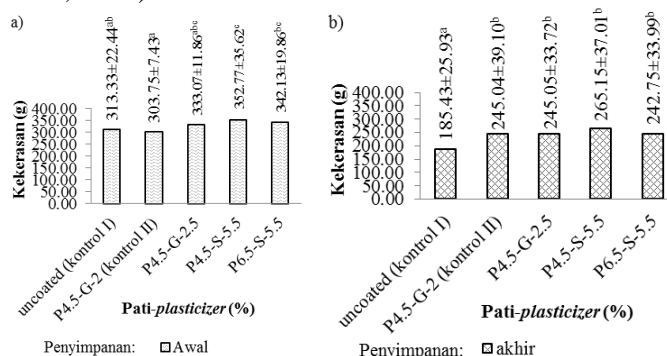 a)
313.33±22.44ᵃᵇ
303.75±7.43ᵃ
333.07±11.86ᵃᵇᶜ
352.77±35.62ᶜ
342.13±19.86ᵇᶜ
Kekerasan (g)
400.00
350.00
300.00
250.00
200.00
150.00
100.00
50.00
0.00
uncoated (kontrol I)
P4.5-G-2 (kontrol II)
P4.5-G-2.5
P4.5-S-5.5
P6.5-S-5.5
Pati-plasticizer (%)
Penyimpanan: Awal
b)
185.43±25.93ᵃ
245.04±39.10ᵇ
245.05±33.72ᵇ
265.15±37.01ᵇ
242.75±33.99ᵇ
Kekerasan (g)
400.00
350.00
300.00
250.00
200.00
150.00
100.00
50.00
0.00
uncoated (kontrol I)
P4.5-G-2 (kontrol II)
P4.5-G-2.5
P4.5-S-5.5
P6.5-S-5.5
Pati-plasticizer (%)
Penyimpanan: akhir